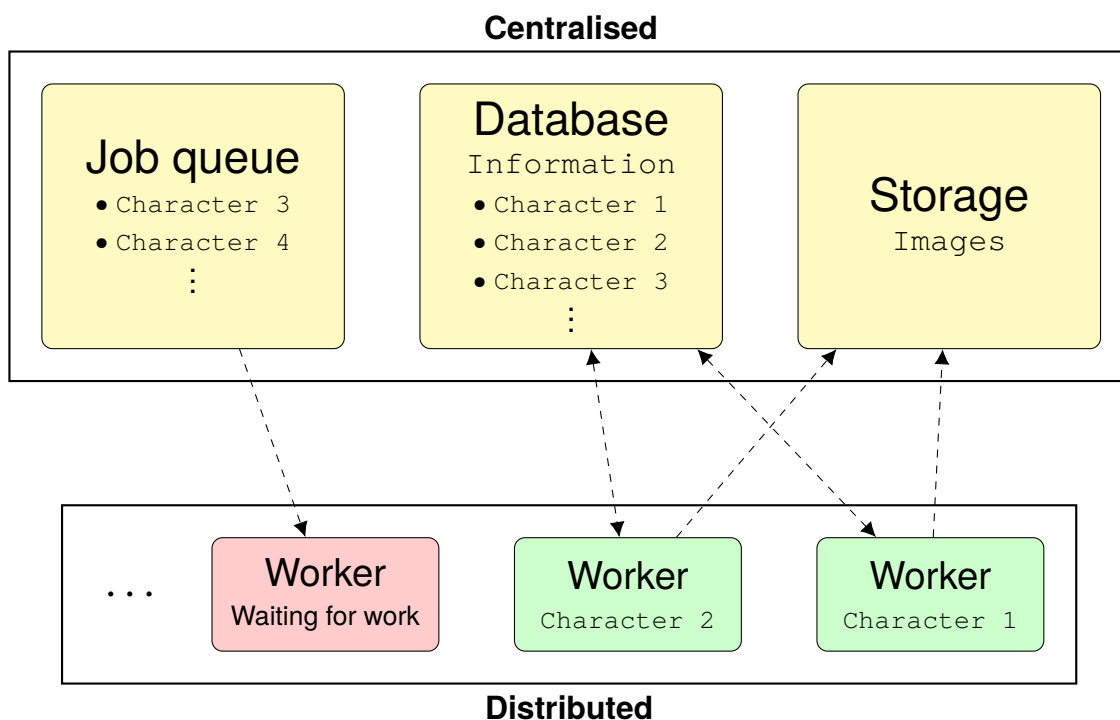 Centralised
Job queue
• Character 3
• Character 4
⋮
Database
Information
• Character 1
• Character 2
• Character 3
⋮
Storage
Images
...
Worker
Waiting for work
Worker
Character 2
Worker
Character 1
Distributed